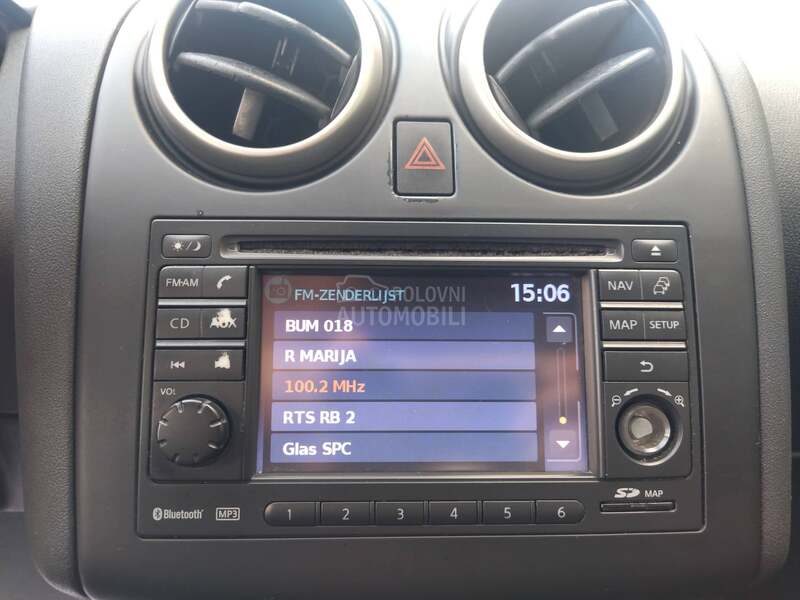 FM-AM
CD
AUX
VOL
FM-ZENDERLIJST
15:06
POLOVNI
AUTOMOBILI
BUM 018
R MARIJA
100.2 MHz
RTS RB 2
Glas SPC
NAV
MAP
SETUP
Bluetooth
MP3
1 2 3 4 5 6
SD MAP